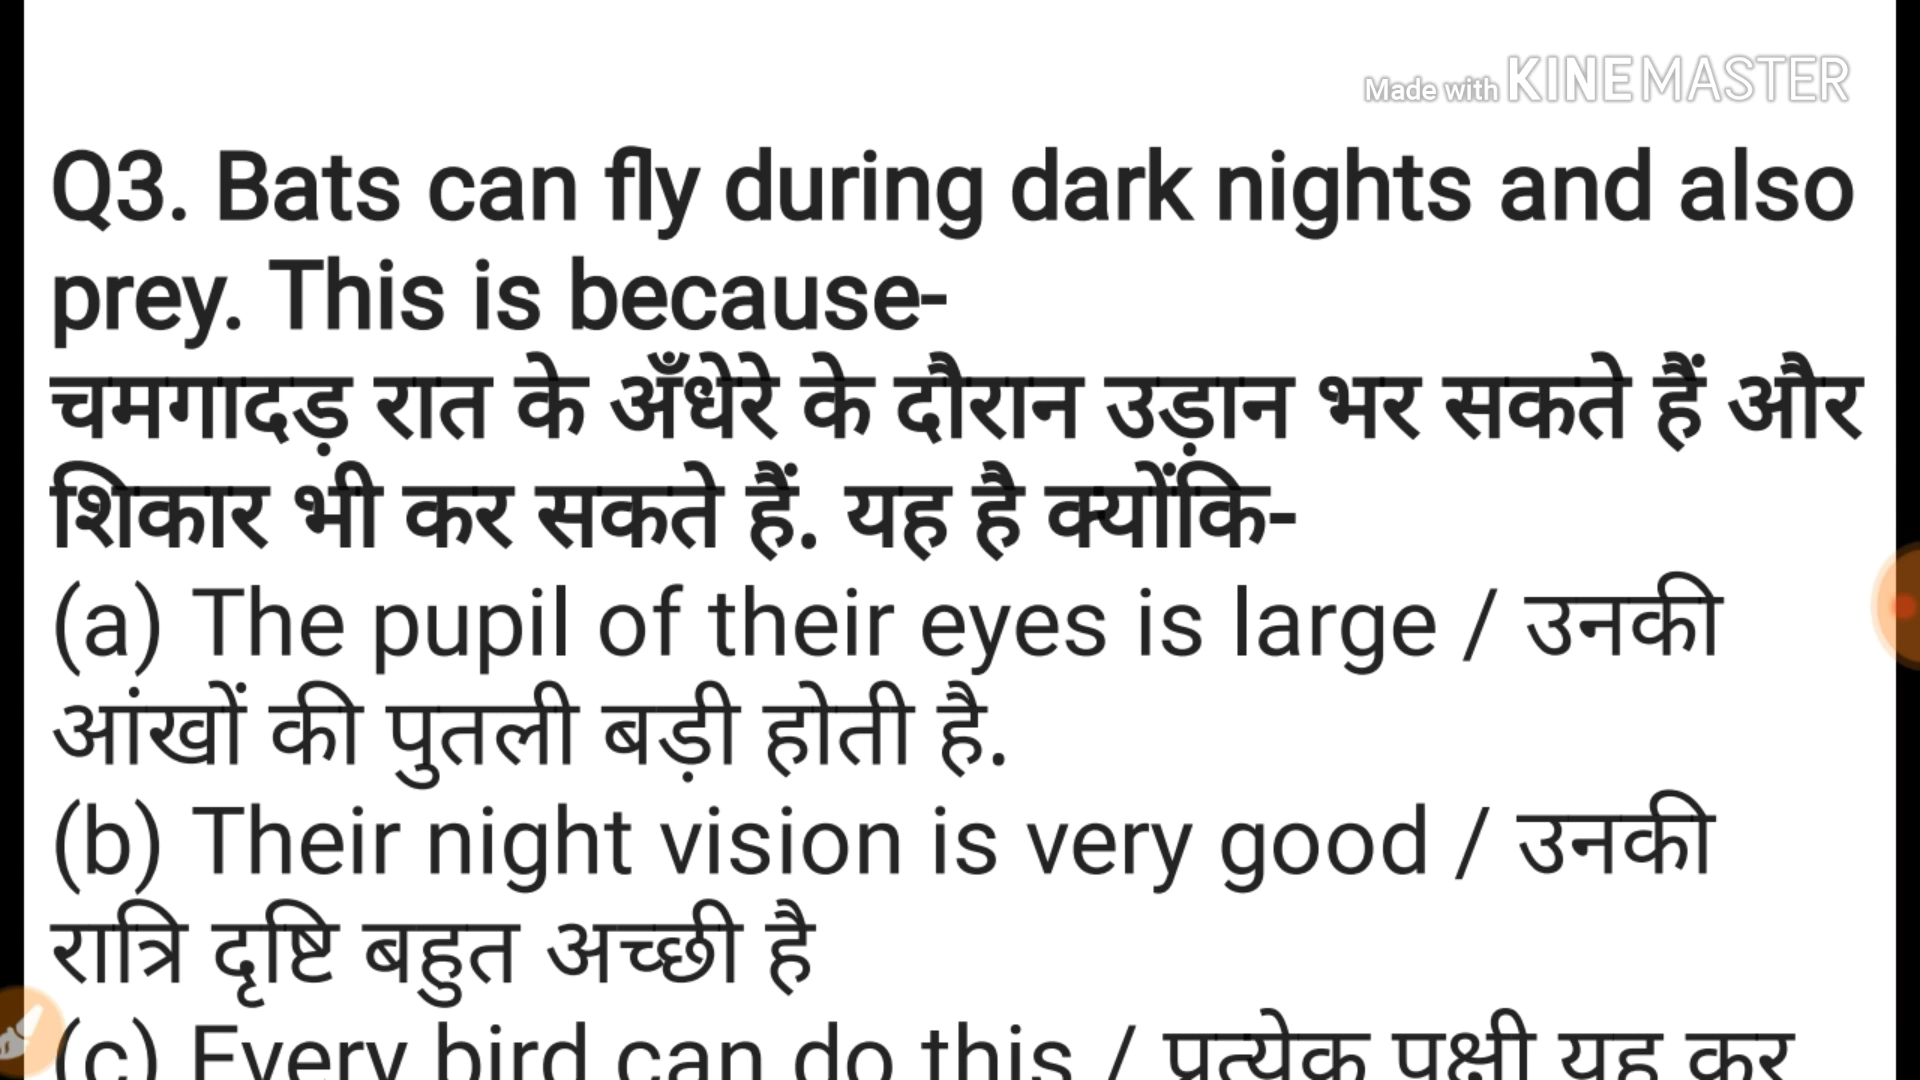 Made with KINEMASTER
Q3. Bats can fly during dark nights and also
prey. This is because-
चमगादड़ रात के अँधेरे के दौरान उड़ान भर सकते हैं और
शिकार भी कर सकते हैं. यह है क्योंकि-
(a) The pupil of their eyes is large / उनकी
आंखों की पुतली बड़ी होती है.
(b) Their night vision is very good / उनकी
रात्रि दृष्टि बहुत अच्छी है
(c) Every bird can do this / प्रत्येक पक्षी यह कर